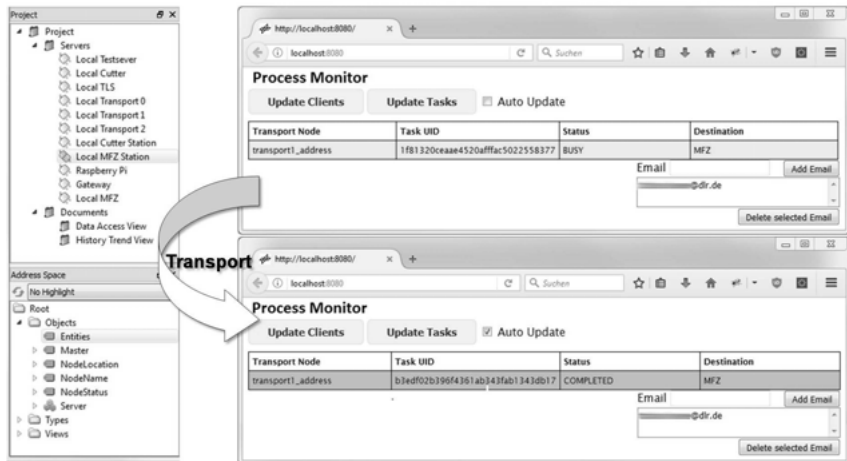 Project
Project
Servers
Local Testsever
Local Cutter
Local TLS
Local Transport 0
Local Transport 1
Local Transport 2
Local Cutter Station
Local MFZ Station
Raspberry Pi
Gateway
Local MFZ
Documents
Data Access View
History Trend View
Address Space
No Highlight
Root
Objects
Entities
Master
NodeLocation
NodeName
NodeStatus
Server
Types
Views
Transport
http://localhost:8080/
localhost:8080
Suchen
Process Monitor
Update Clients Update Tasks Auto Update
Transport Node Task UID Status Destination
transport1_address 1f81320ceaae4520afffac5022558377 BUSY MFZ
Email Add Email
@dlr.de
Delete selected Email
http://localhost:8080/
localhost:8080
Suchen
Process Monitor
Update Clients Update Tasks Auto Update
Transport Node Task UID Status Destination
transport1_address b3edf02b396f4361ab343fab1343db17 COMPLETED MFZ
Email Add Email
@dlr.de
Delete selected Email